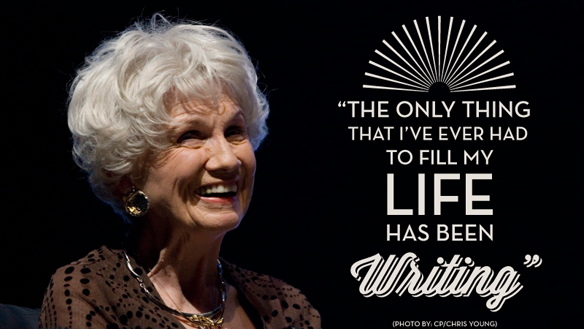 “THE ONLY THING
THAT I’VE EVER HAD
TO FILL MY
LIFE
HAS BEEN
Writing”
(PHOTO BY: CP/CHRIS YOUNG)